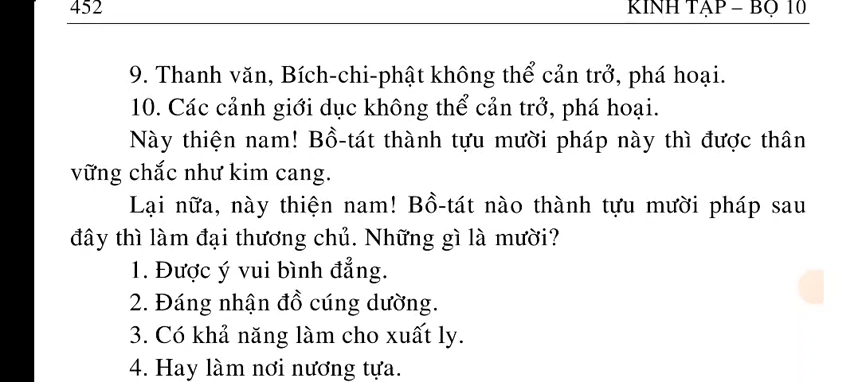 452
KINH TẬP – BỘ 10
9. Thanh văn, Bích-chi-phật không thể cản trở, phá hoại.
10. Các cảnh giới dục không thể cản trở, phá hoại.
Này thiện nam! Bồ-tát thành tựu mười pháp này thì được thân
vững chắc như kim cang.
Lại nữa, này thiện nam! Bồ-tát nào thành tựu mười pháp sau
đây thì làm đại thương chủ. Những gì là mười?
1. Được ý vui bình đẳng.
2. Đáng nhận đồ cúng dường.
3. Có khả năng làm cho xuất ly.
4. Hay làm nơi nương tựa.